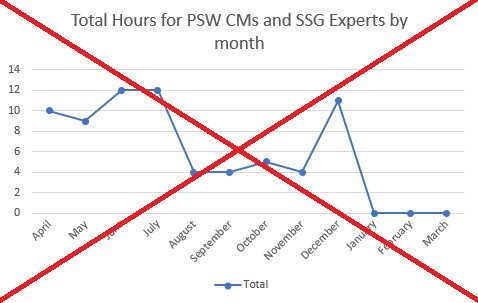 Total Hours for PSW CMs and SSG Experts by
month
14
12
10
8
6
4
2
0
April
May
June
July
August
September
October
November
December
January
February
March
Total